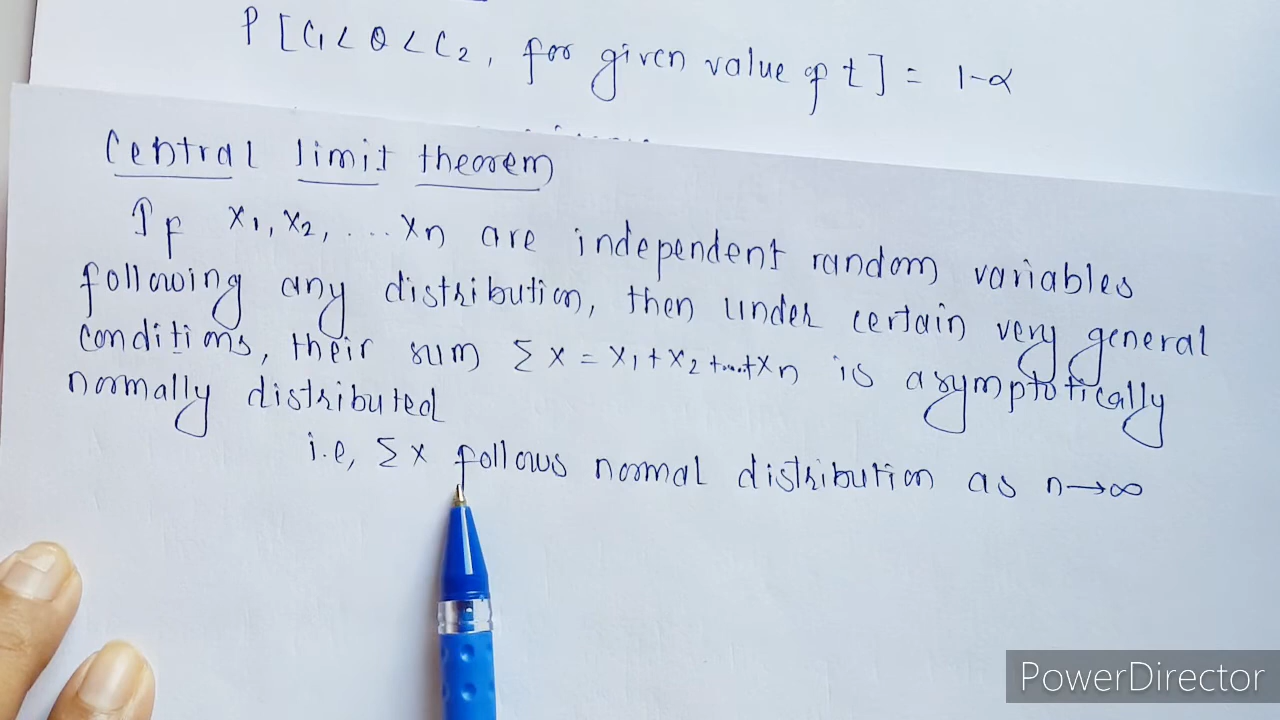 P [C₁ < θ < C₂, for given value of t] = 1-α
Central limit theorem
If X₁, X₂, ... Xn are independent random variables
following any distribution, then under certain very general
conditions, their sum Σx = X₁ + X₂ +....+ Xn is asymptotically
normally distributed
i.e, Σx follows normal distribution as n→∞
PowerDirector